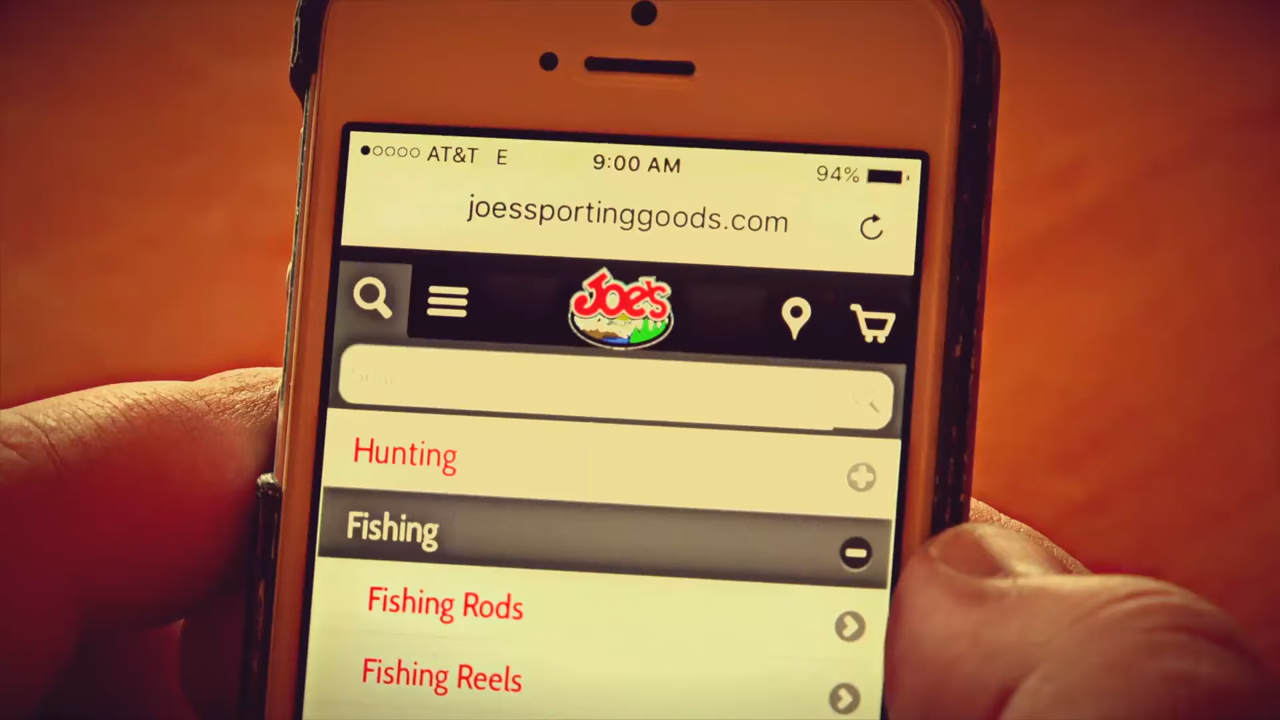 AT&T E 9:00 AM 94%
joessportinggoods.com
Joe's
Hunting
Fishing
Fishing Rods
Fishing Reels